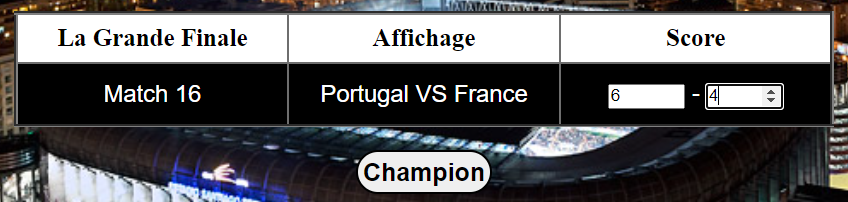 La Grande Finale Affichage Score
Match 16 Portugal VS France 6 - 4
Champion